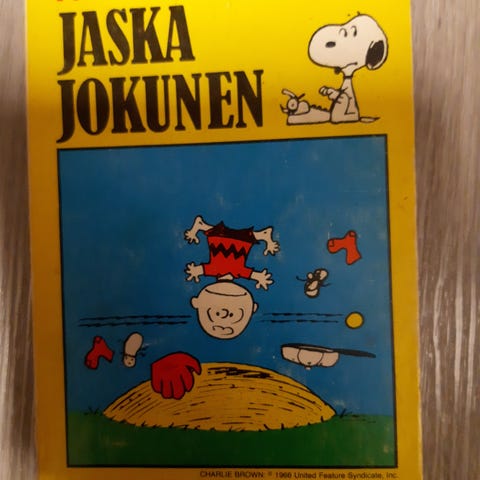 JASKA
JOKUNEN
CHARLIE BROWN: © 1966 United Feature Syndicate, Inc.